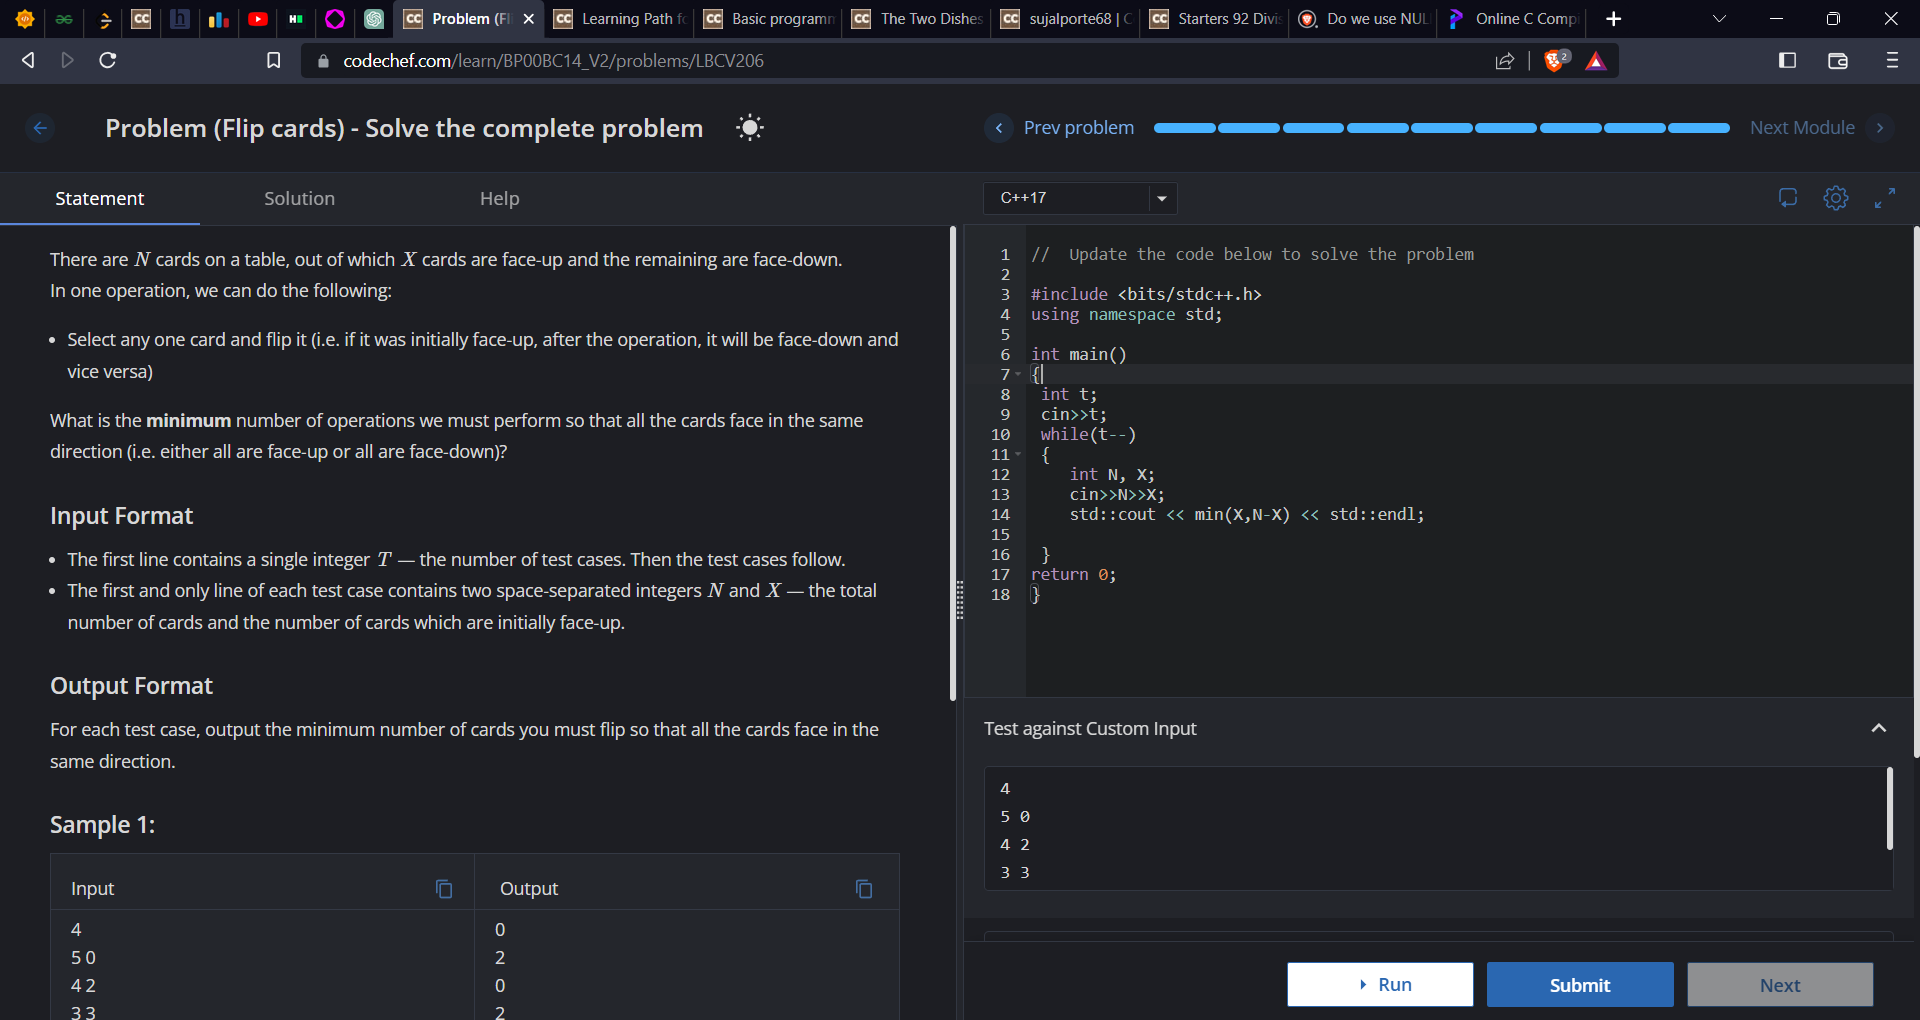 Problem (Fl
Learning Path fo
Basic programm
The Two Dishes
sujalporte68 | C
Starters 92 Divis
Do we use NUL
Online C Compi
codechef.com/learn/BP00BC14_V2/problems/LBCV206
2
Problem (Flip cards) - Solve the complete problem
Prev problem
Next Module
Statement
Solution
Help
There are N cards on a table, out of which X cards are face-up and the remaining are face-down.
In one operation, we can do the following:
• Select any one card and flip it (i.e. if it was initially face-up, after the operation, it will be face-down and
vice versa)
What is the minimum number of operations we must perform so that all the cards face in the same
direction (i.e. either all are face-up or all are face-down)?
Input Format
• The first line contains a single integer T — the number of test cases. Then the test cases follow.
• The first and only line of each test case contains two space-separated integers N and X — the total
number of cards and the number of cards which are initially face-up.
Output Format
For each test case, output the minimum number of cards you must flip so that all the cards face in the
same direction.
Sample 1:
Input
Output
4
5 0
4 2
3 3
0
2
0
2
C++17
1 // Update the code below to solve the problem
2
3 #include <bits/stdc++.h>
4 using namespace std;
5
6 int main()
7 {
8 int t;
9 cin>>t;
10 while(t--)
11 {
12 int N, X;
13 cin>>N>>X;
14 std::cout << min(X,N-X) << std::endl;
15
16 }
17 return 0;
18 }
Test against Custom Input
4
5 0
4 2
3 3
Run
Submit
Next